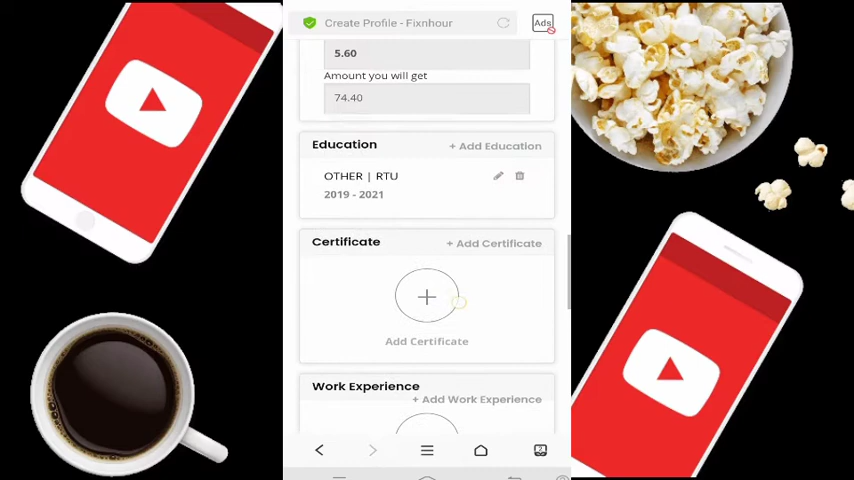 Create Profile - Fixnhour
Ads
5.60
Amount you will get
74.40
Education
+ Add Education
OTHER | RTU
2019 - 2021
Certificate
+ Add Certificate
Add Certificate
Work Experience
+ Add Work Experience